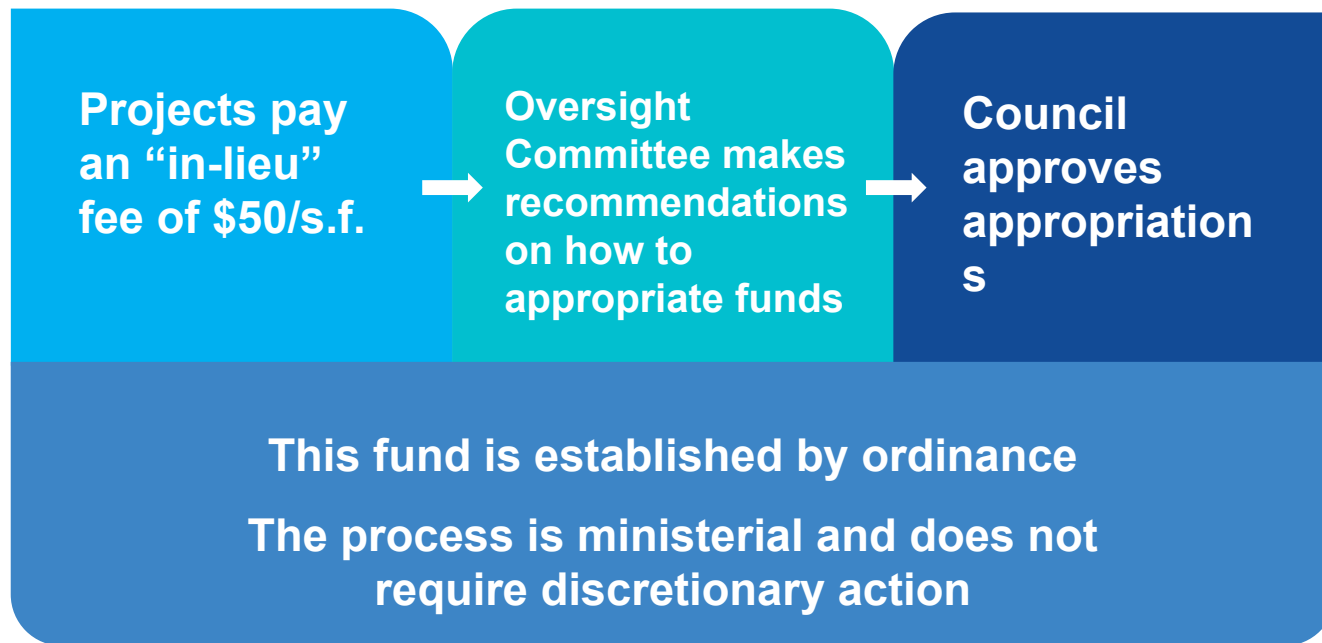 Projects pay
an “in-lieu”
fee of $50/s.f.
Oversight
Committee makes
recommendations
on how to
appropriate funds
Council
approves
appropriation
s
This fund is established by ordinance
The process is ministerial and does not
require discretionary action